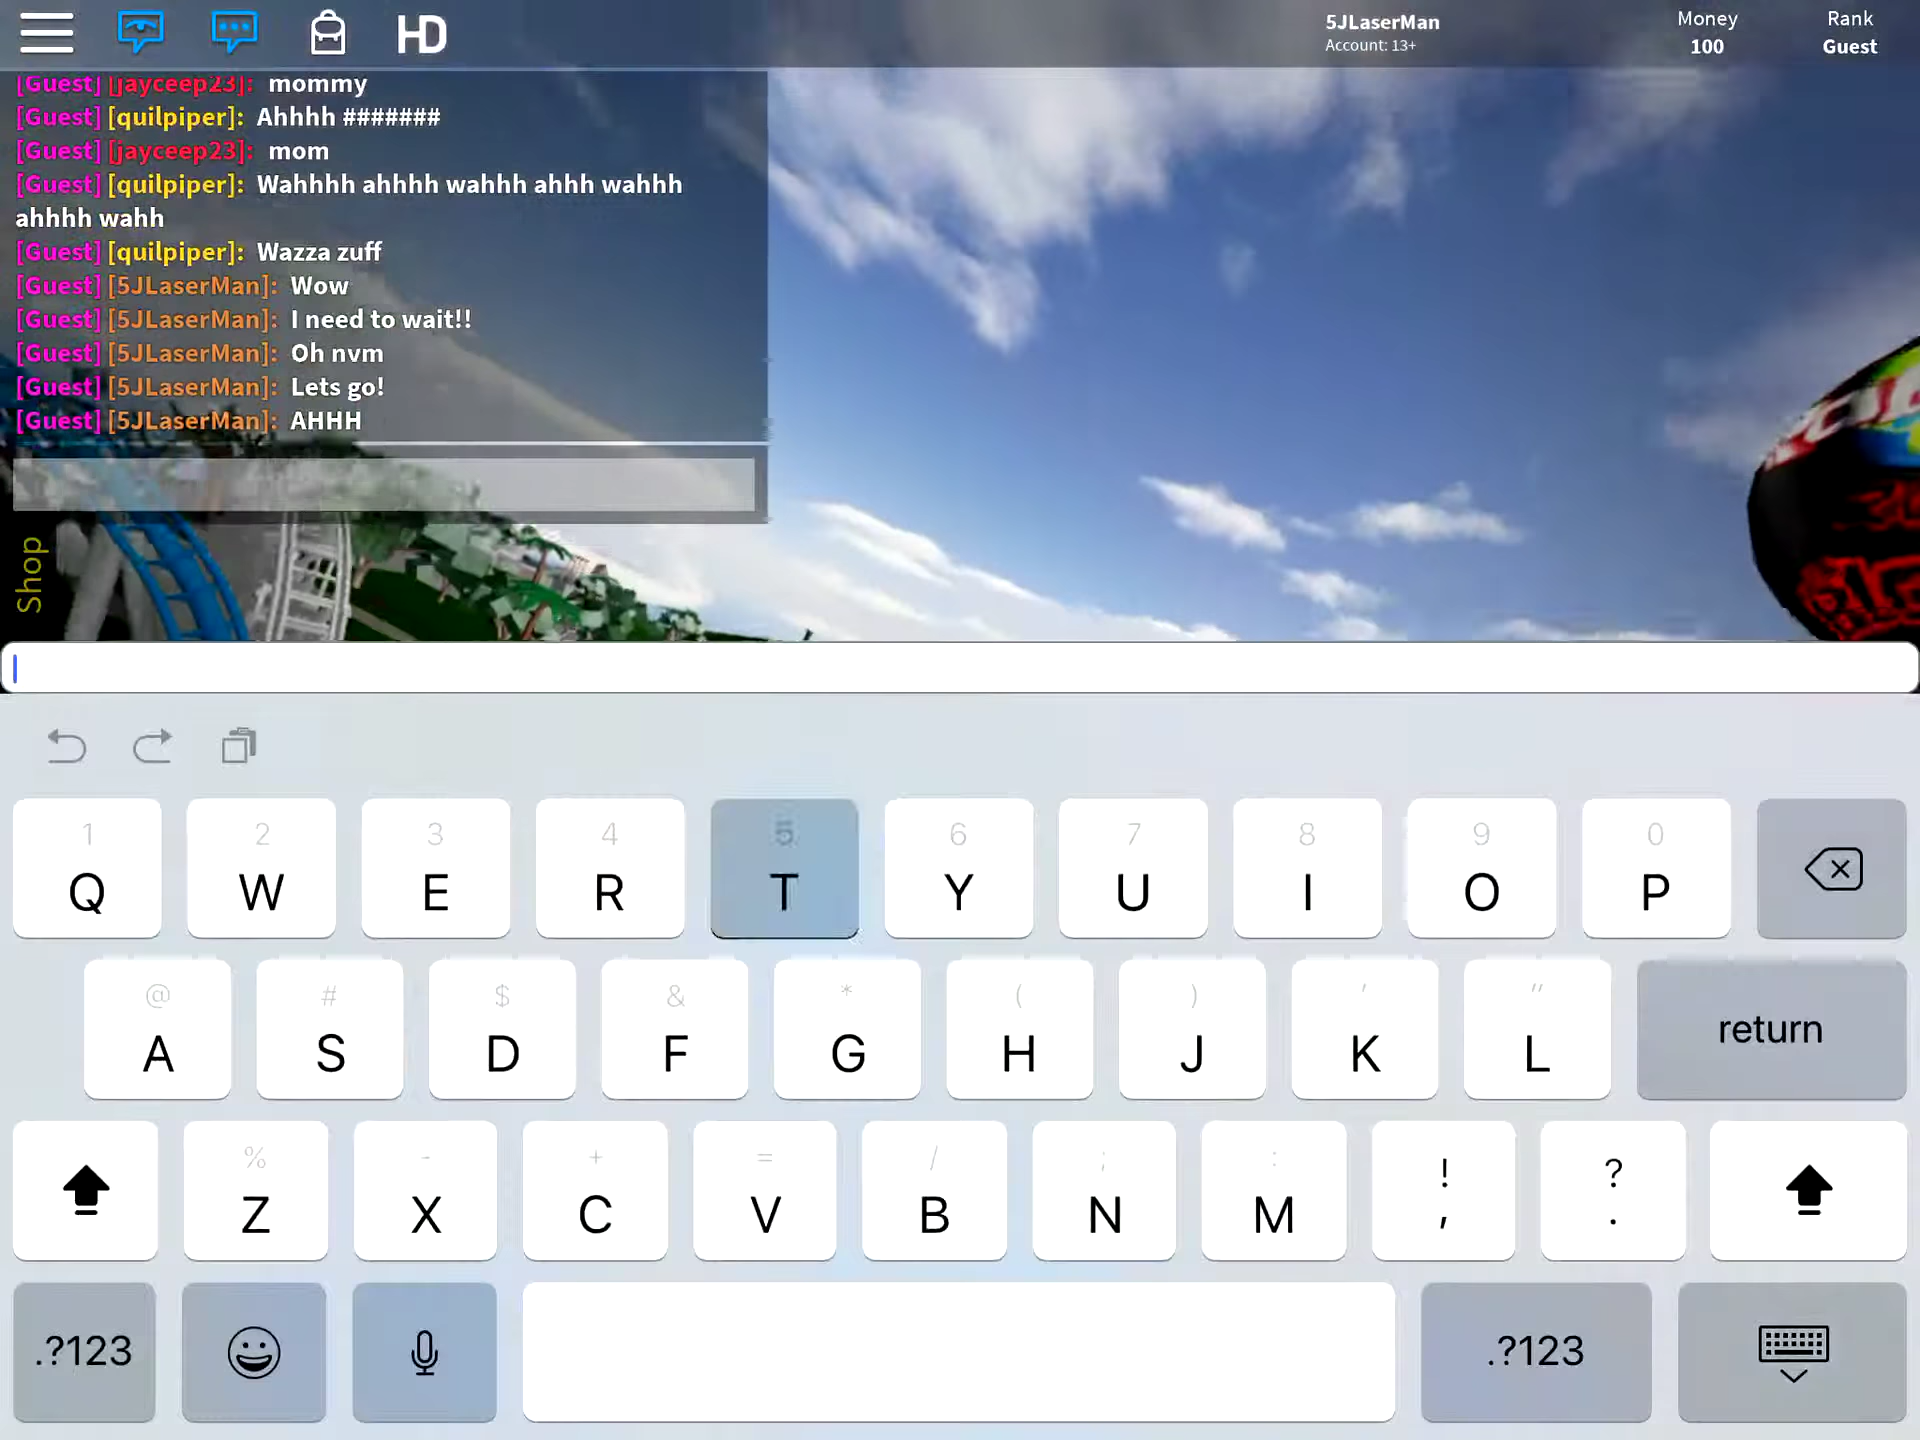 HD
5JLaserMan
Account: 13+
Money
100
Rank
Guest
[Guest] [jayceep23]: mommy
[Guest] [quilpiper]: Ahhhh #######
[Guest] [jayceep23]: mom
[Guest] [quilpiper]: Wahhhh ahhhh wahhh ahhh wahhh
ahhhh wahh
[Guest] [quilpiper]: Wazza zuff
[Guest] [5JLaserMan]: Wow
[Guest] [5JLaserMan]: I need to wait!!
[Guest] [5JLaserMan]: Oh nvm
[Guest] [5JLaserMan]: Lets go!
[Guest] [5JLaserMan]: AHHH
Shop
1 2 3 4 5 6 7 8 9 0
Q W E R T Y U I O P
@ # $ & * ( ) ' "
A S D F G H J K L return
% - + = / ; : ! ?
Z X C V B N M , .
.?123 .?123